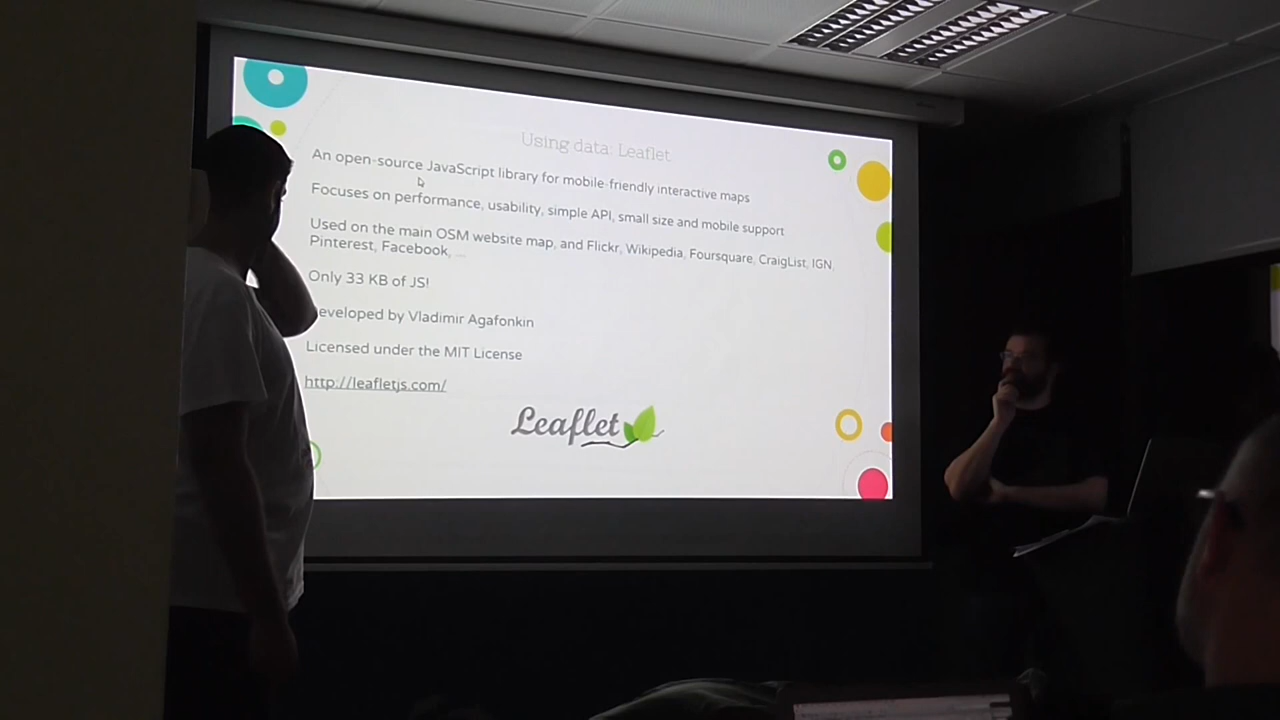 Using data: Leaflet
An open-source JavaScript library for mobile-friendly interactive maps
Focuses on performance, usability, simple API, small size and mobile support
Used on the main OSM website map, and Flickr, Wikipedia, Foursquare, CraigList, IGN,
Pinterest, Facebook, ...
Only 33 KB of JS!
eveloped by Vladimir Agafonkin
Licensed under the MIT License
http://leafletjs.com/
Leaflet